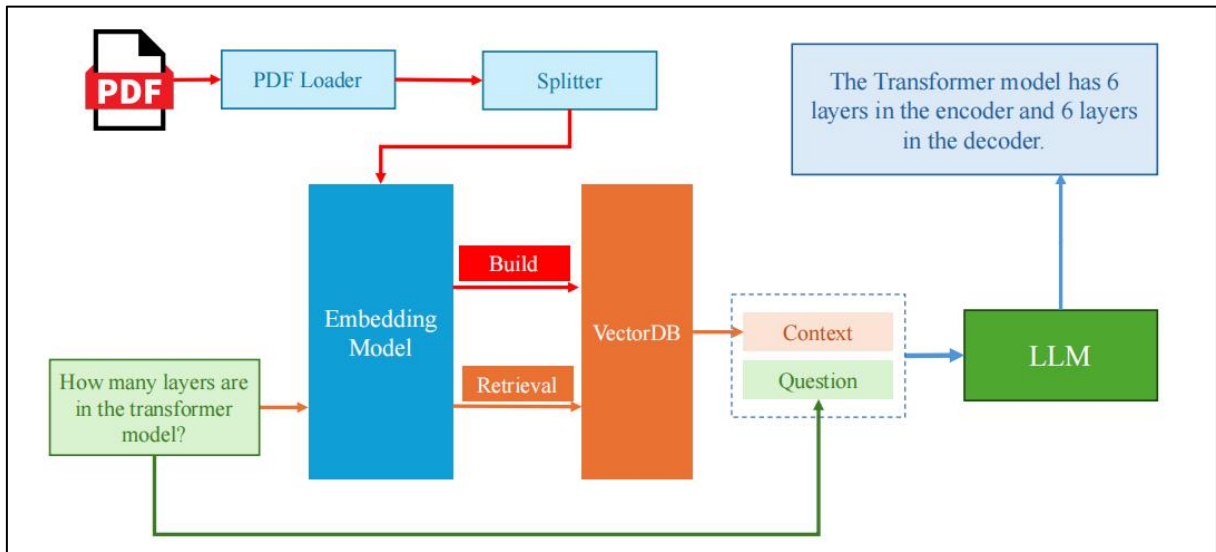 PDF
PDF Loader
Splitter
The Transformer model has 6
layers in the encoder and 6 layers
in the decoder.
Build
Embedding
Model
VectorDB
Context
LLM
How many layers are
in the transformer
model?
Retrieval
Question